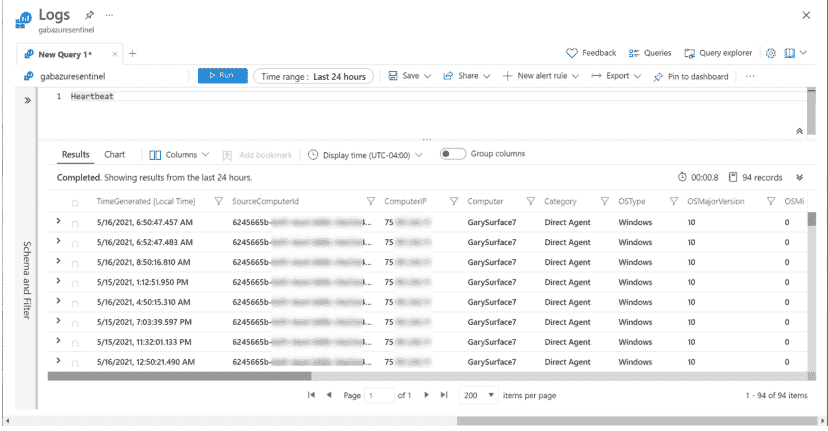 Logs
gabazuresentinel
New Query 1*
Feedback Queries Query explorer
gabazuresentinel Run Time range : Last 24 hours Save Share New alert rule Export Pin to dashboard
1 Heartbeat
Results Chart Columns Add bookmark Display time (UTC-04:00) Group columns
Completed. Showing results from the last 24 hours. 00:00.8 94 records
TimeGenerated [Local Time] SourceComputerId ComputerIP Computer Category OSType OSMajorVersion OSMi
5/16/2021, 6:50:47.457 AM 6245665b- 4... 75 GarySurface7 Direct Agent Windows 10 0
5/16/2021, 6:52:47.483 AM 6245665b- 4... 75 GarySurface7 Direct Agent Windows 10 0
5/16/2021, 8:50:16.810 AM 6245665b- 4... 75 GarySurface7 Direct Agent Windows 10 0
5/15/2021, 1:12:51.950 PM 6245665b- 4... 75 GarySurface7 Direct Agent Windows 10 0
5/16/2021, 4:50:15.310 AM 6245665b- 4... 75 GarySurface7 Direct Agent Windows 10 0
5/15/2021, 7:03:39.597 PM 6245665b- 4... 75 GarySurface7 Direct Agent Windows 10 0
5/15/2021, 11:32:01.133 PM 6245665b- 4... 75 GarySurface7 Direct Agent Windows 10 0
5/16/2021, 12:50:21.490 AM 6245665b- 4... 75 GarySurface7 Direct Agent Windows 10 0
Schema and Filter
Page 1 of 1 200 items per page 1 - 94 of 94 items